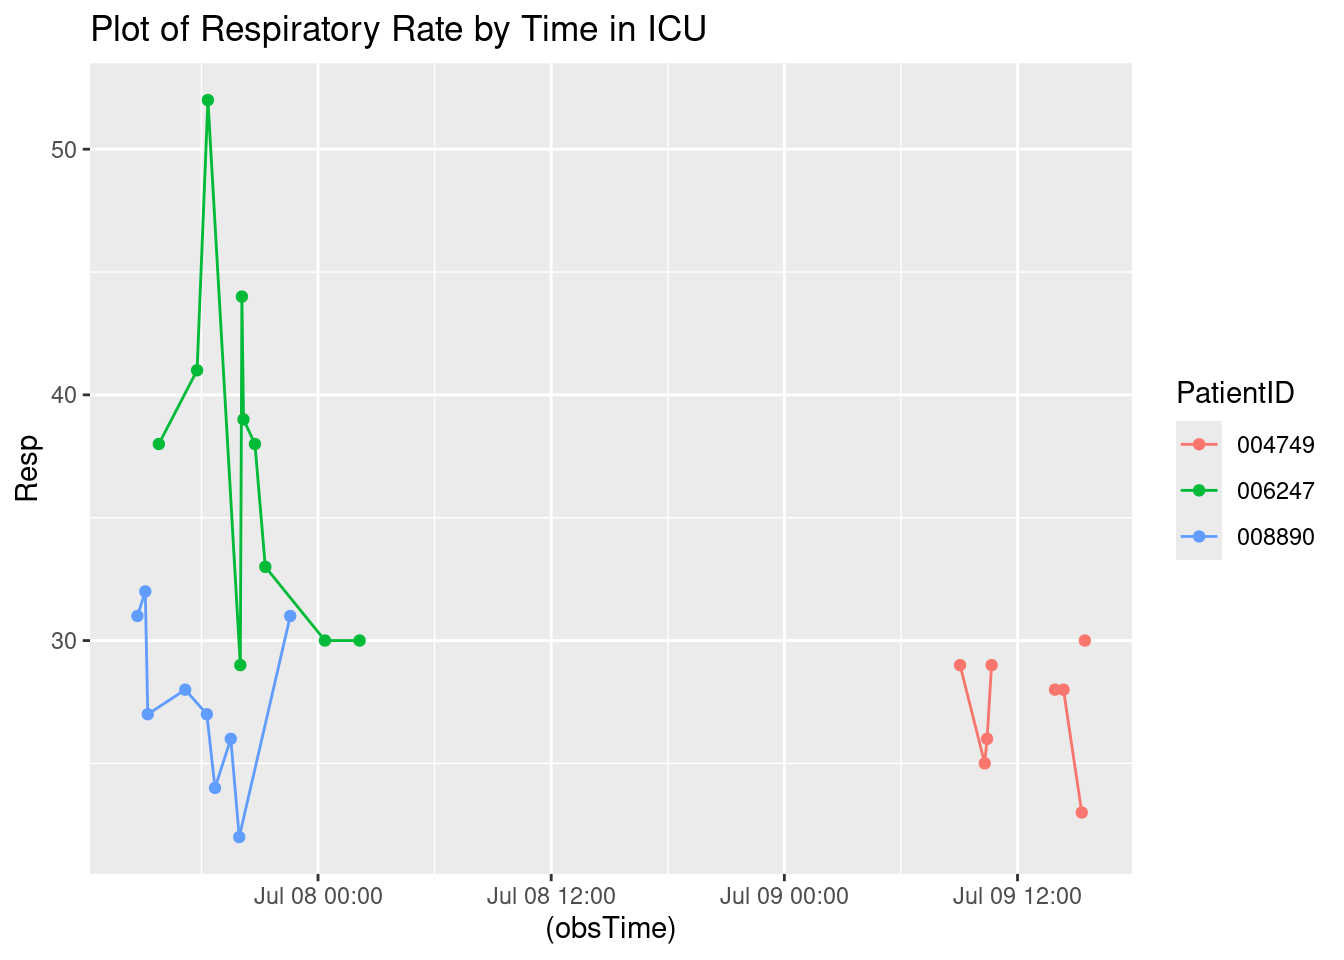 Plot of Respiratory Rate by Time in ICU
Resp
50
40
30
Jul 08 00:00
Jul 08 12:00
Jul 09 00:00
Jul 09 12:00
(obsTime)
PatientID
004749
006247
008890